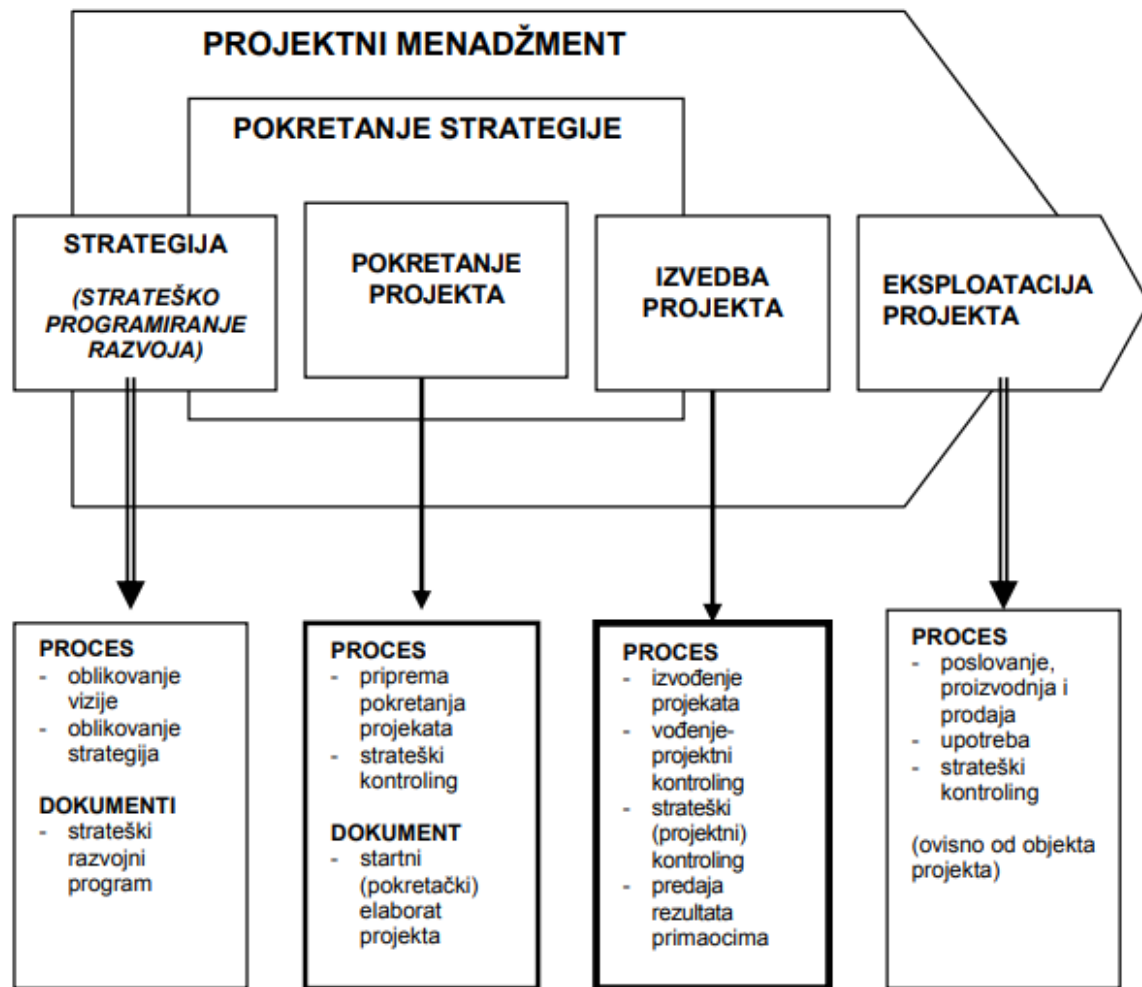 PROJEKTNI MENADŽMENT
POKRETANJE STRATEGIJE
STRATEGIJA
(STRATEŠKO
PROGRAMIRANJE
RAZVOJA)
POKRETANJE
PROJEKTA
IZVEDBA
PROJEKTA
EKSPLOATACIJA
PROJEKTA
PROCES
- oblikovanje
vizije
- oblikovanje
strategija
DOKUMENTI
- strateški
razvojni
program
PROCES
- priprema
pokretanja
projekata
- strateški
kontroling
DOKUMENT
- startni
(pokretački)
elaborat
projekta
PROCES
- izvođenje
projekata
- vođenje-
projektni
kontroling
- strateški
(projektni)
kontroling
- predaja
rezultata
primaocima
PROCES
- poslovanje,
proizvodnja i
prodaja
- upotreba
- strateški
kontroling
(ovisno od objekta
projekta)